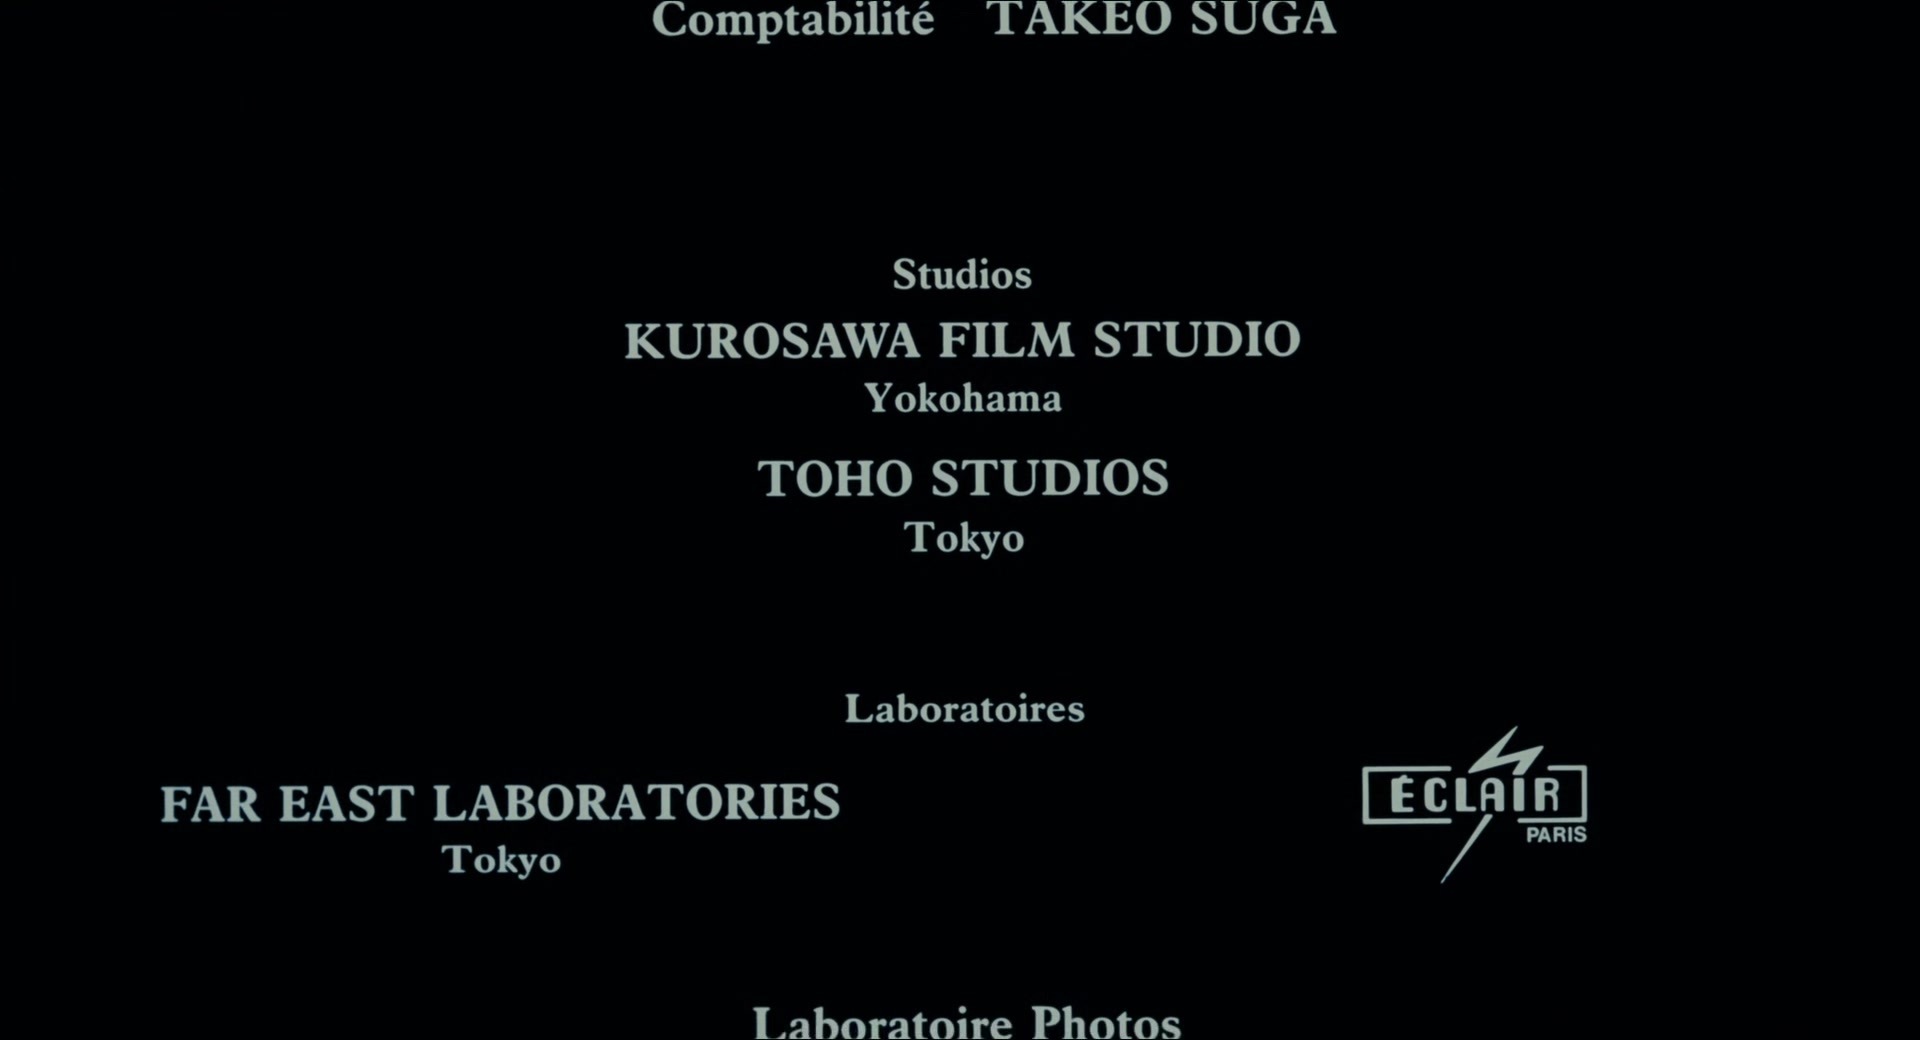 Comptabilité TAKEO SUGA
Studios
KUROSAWA FILM STUDIO
Yokohama
TOHO STUDIOS
Tokyo
Laboratoires
FAR EAST LABORATORIES
Tokyo
ÉCLAIR
PARIS
Laboratoire Photos